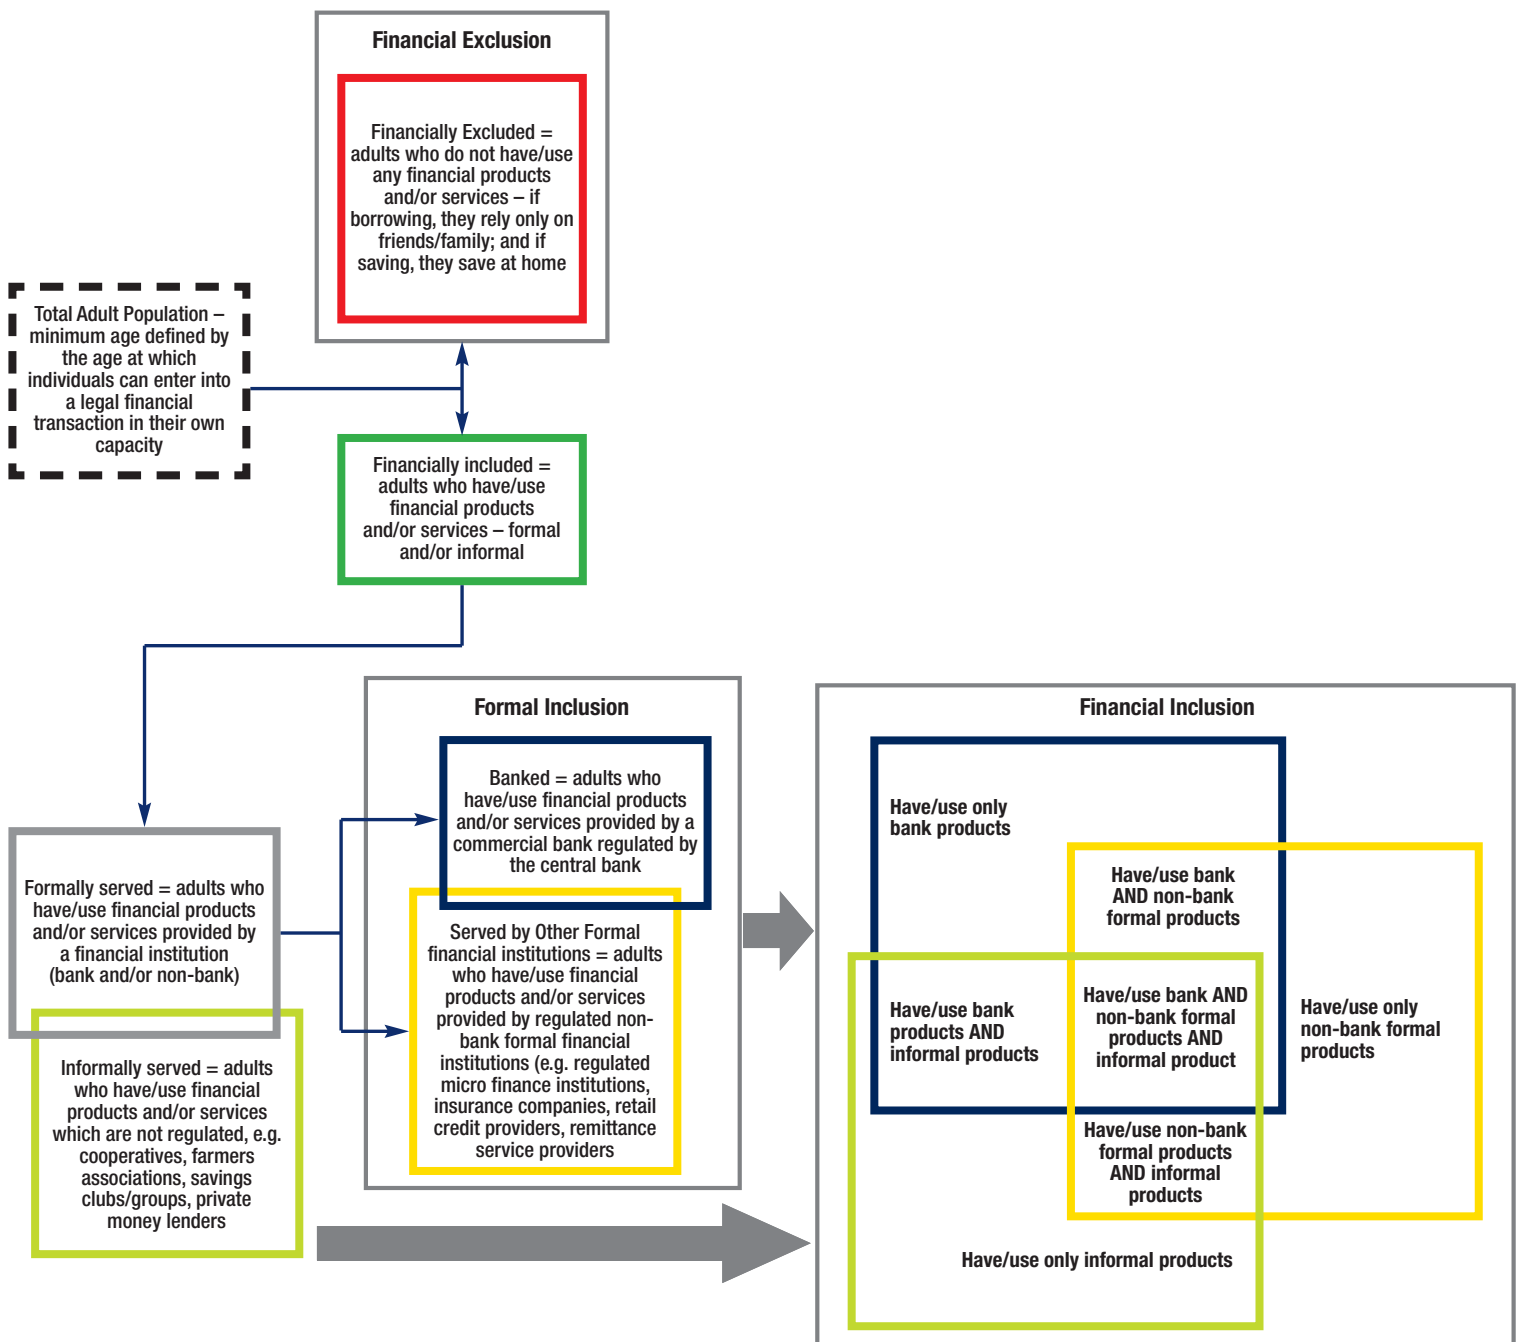 Financial Exclusion
Financially Excluded =
adults who do not have/use
any financial products
and/or services – if
borrowing, they rely only on
friends/family; and if
saving, they save at home
Total Adult Population –
minimum age defined by
the age at which
individuals can enter into
a legal financial
transaction in their own
capacity
Financially included =
adults who have/use
financial products
and/or services – formal
and/or informal
Formally served = adults who
have/use financial products
and/or services provided by
a financial institution
(bank and/or non-bank)
Informally served = adults
who have/use financial
products and/or services
which are not regulated, e.g.
cooperatives, farmers
associations, savings
clubs/groups, private
money lenders
Formal Inclusion
Banked = adults who
have/use financial products
and/or services provided by a
commercial bank regulated by
the central bank
Served by Other Formal
financial institutions = adults
who have/use financial
products and/or services
provided by regulated non-
bank formal financial
institutions (e.g. regulated
micro finance institutions,
insurance companies, retail
credit providers, remittance
service providers
Financial Inclusion
Have/use only
bank products
Have/use bank
AND non-bank
formal products
Have/use bank
products AND
informal products
Have/use bank AND
non-bank formal
products AND
informal product
Have/use only
non-bank formal
products
Have/use non-bank
formal products
AND informal
products
Have/use only informal products